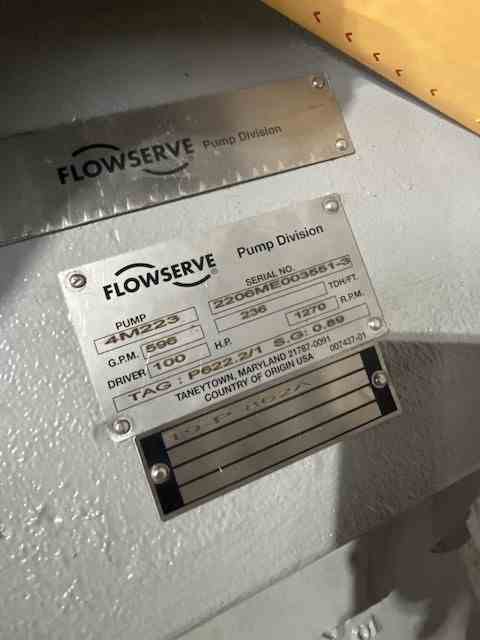 FLOWSERVE Pump Division
FLOWSERVE® Pump Division
PUMP SERIAL NO.
4M223 2206ME003551-3
G.P.M. 596 236 TDH/FT.
DRIVER 100 H.P. 1270 R.P.M.
TAG : P622.2/1 S.G: 0.89
TANEYTOWN, MARYLAND 21787-0091
COUNTRY OF ORIGIN USA 007437-01